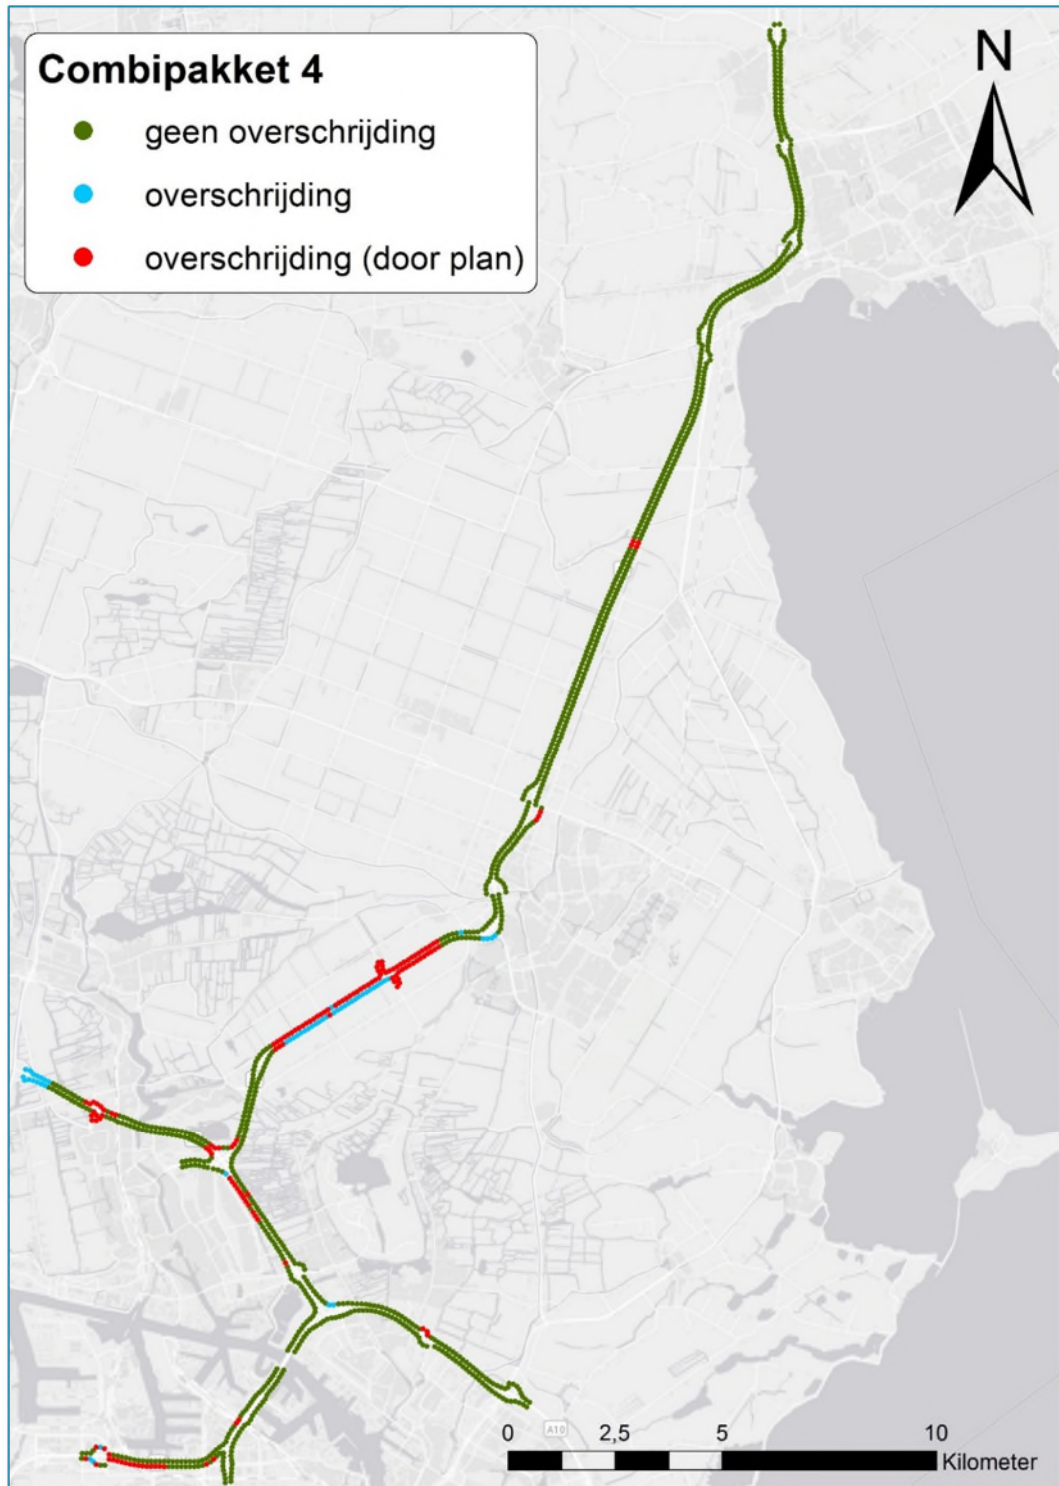 Combipakket 4
geen overschrijding
overschrijding
overschrijding (door plan)
N
A10
0 2,5 5 10
Kilometer